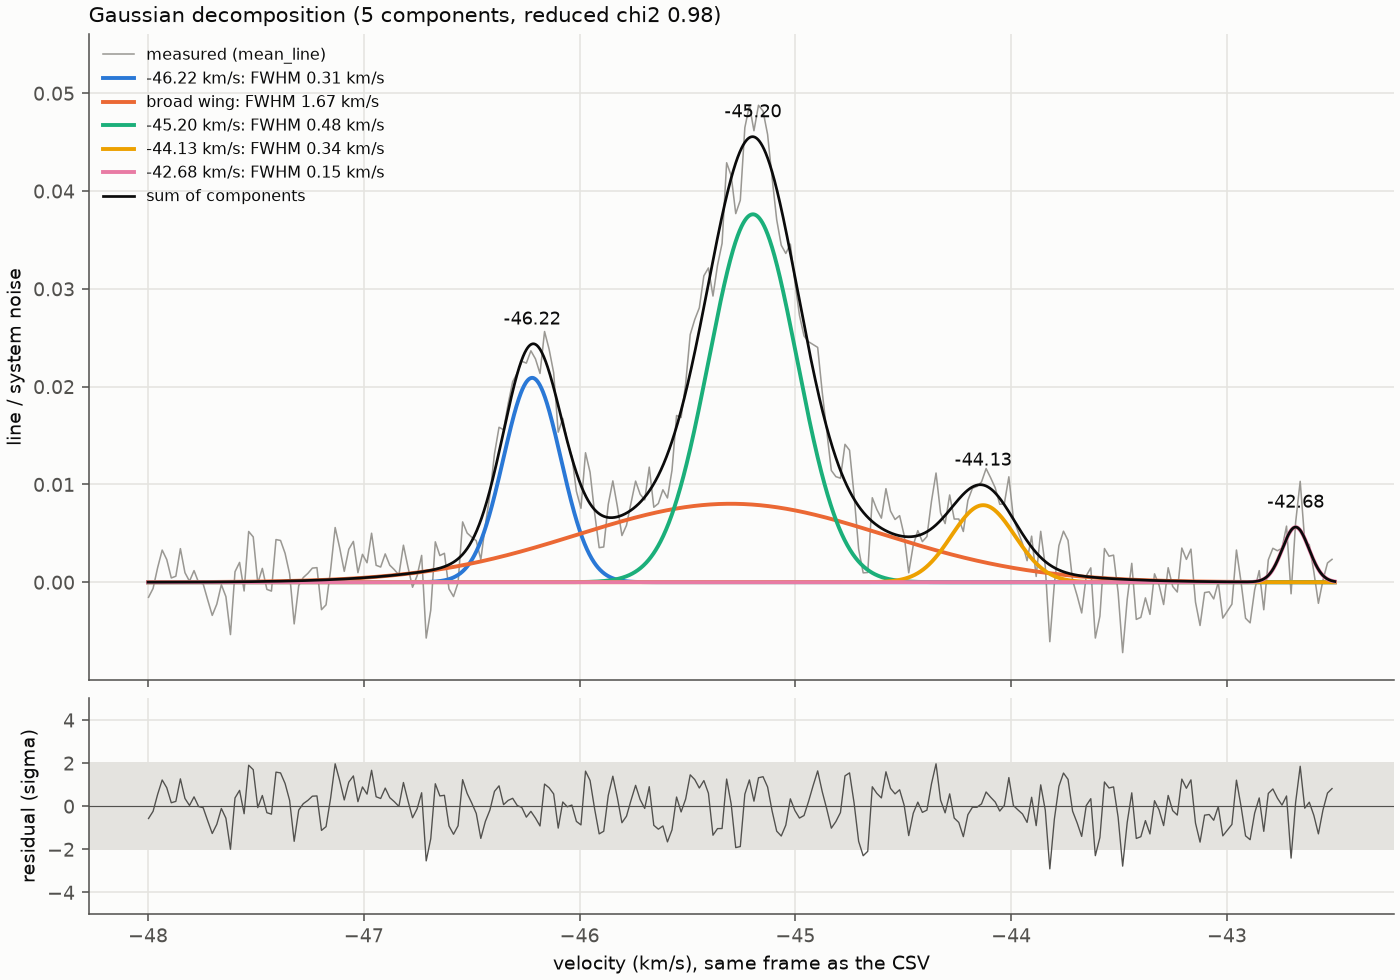 Gaussian decomposition (5 components, reduced chi2 0.98)
measured (mean_line)
-46.22 km/s: FWHM 0.31 km/s
broad wing: FWHM 1.67 km/s
-45.20 km/s: FWHM 0.48 km/s
-44.13 km/s: FWHM 0.34 km/s
-42.68 km/s: FWHM 0.15 km/s
sum of components
-46.22
-45.20
-44.13
-42.68
0.05
0.04
0.03
0.02
0.01
0.00
line / system noise
4
2
0
−2
−4
residual (sigma)
−48
−47
−46
−45
−44
−43
velocity (km/s), same frame as the CSV